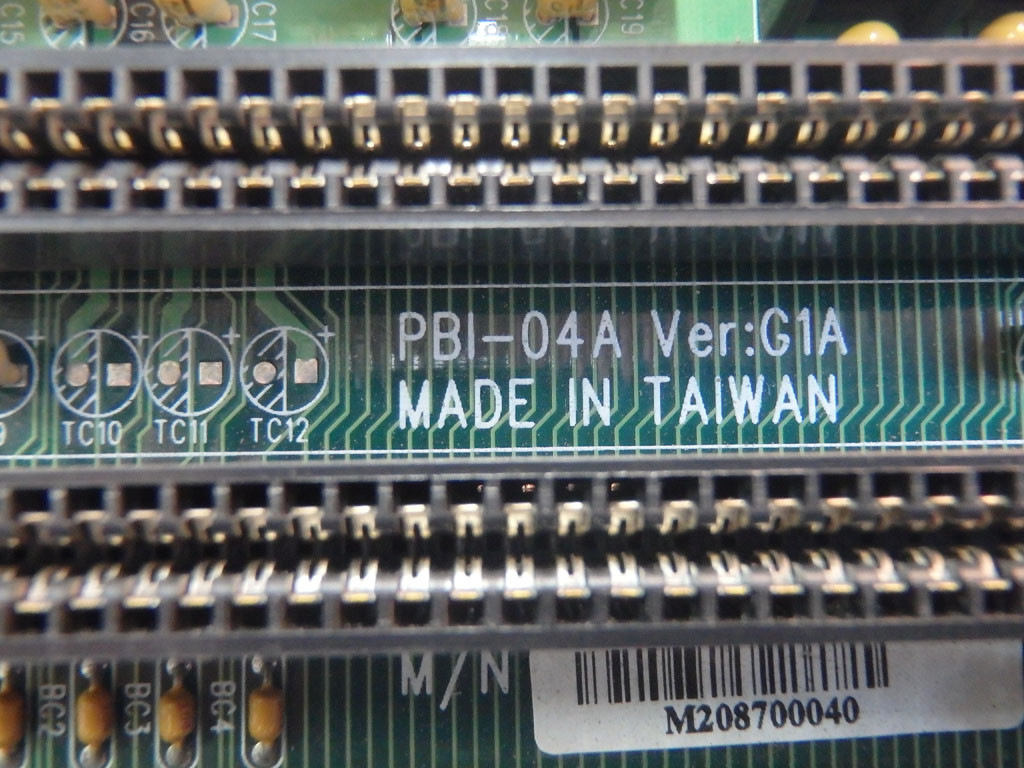 C15
C16
C17
C19
PBI-04A Ver:G1A
MADE IN TAIWAN
TC10
TC11
TC12
BC2
BC3
BC4
M/N
M208700040